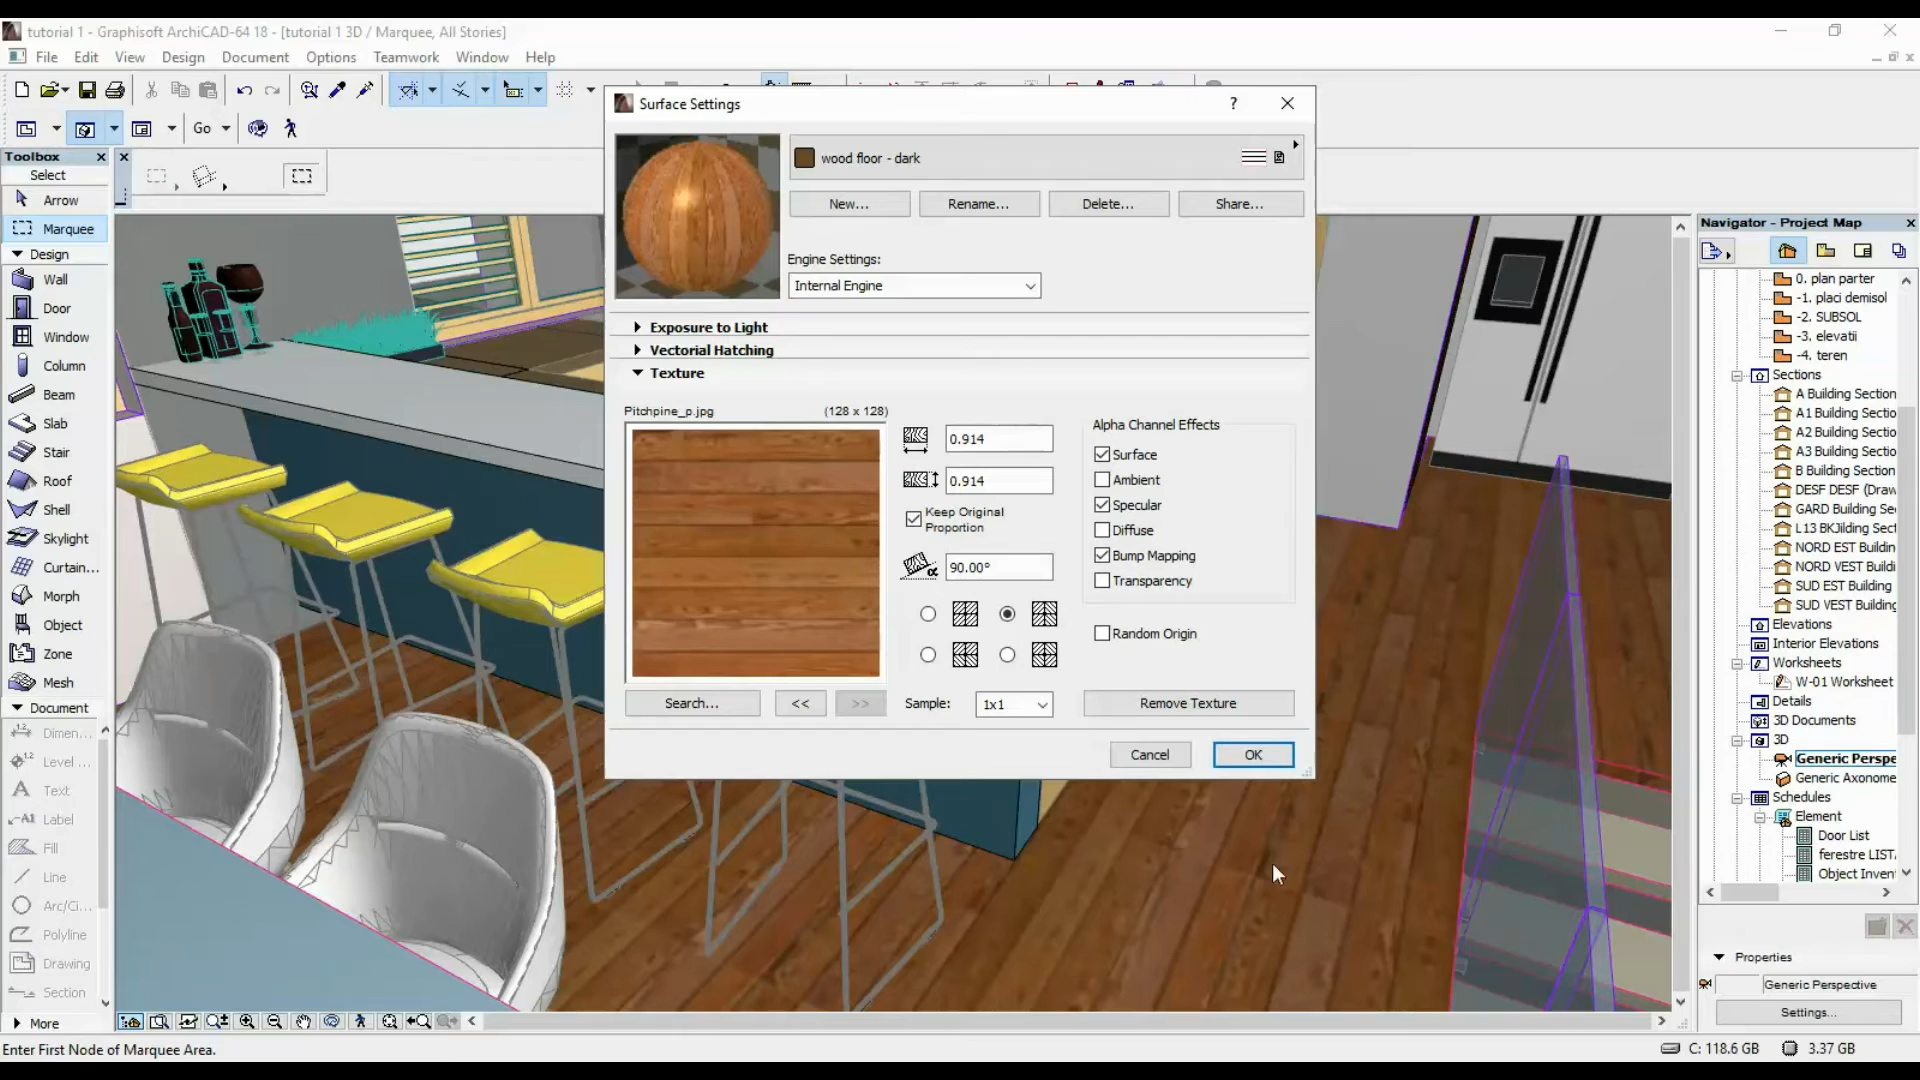 tutorial 1 - Graphisoft ArchiCAD-64 18 - [tutorial 1 3D / Marquee, All Stories]
File Edit View Design Document Options Teamwork Window Help
Go
Toolbox
Select
Arrow
Marquee
Design
Wall
Door
Window
Column
Beam
Slab
Stair
Roof
Shell
Skylight
Curtain...
Morph
Object
Zone
Mesh
Document
Dimen...
Level ...
Text
A1 Label
Fill
Line
Arc/Ci...
Polyline
Drawing
Section
More
Surface Settings
?
wood floor - dark
New... Rename... Delete... Share...
Engine Settings:
Internal Engine
Exposure to Light
Vectorial Hatching
Texture
Pitchpine_p.jpg (128 x 128)
0.914
0.914
Keep Original
Proportion
90.00°
Alpha Channel Effects
Surface
Ambient
Specular
Diffuse
Bump Mapping
Transparency
Random Origin
Search... << >> Sample: 1x1 Remove Texture
Cancel OK
Navigator - Project Map
0. plan parter
-1. placi demisol
-2. SUBSOL
-3. elevatii
-4. teren
Sections
A Building Section
A1 Building Sectio
A2 Building Sectio
A3 Building Sectio
B Building Section
DESF DESF (Draw
GARD Building Se
L13 BKJilding Sect
NORD EST Buildin
NORD VEST Buildi
SUD EST Building
SUD VEST Building
Elevations
Interior Elevations
Worksheets
W-01 Worksheet
Details
3D Documents
3D
Generic Perspe
Generic Axonome
Schedules
Element
Door List
ferestre LISTA
Object Inven
Properties
Generic Perspective
Settings...
Enter First Node of Marquee Area.
C: 118.6 GB 3.37 GB